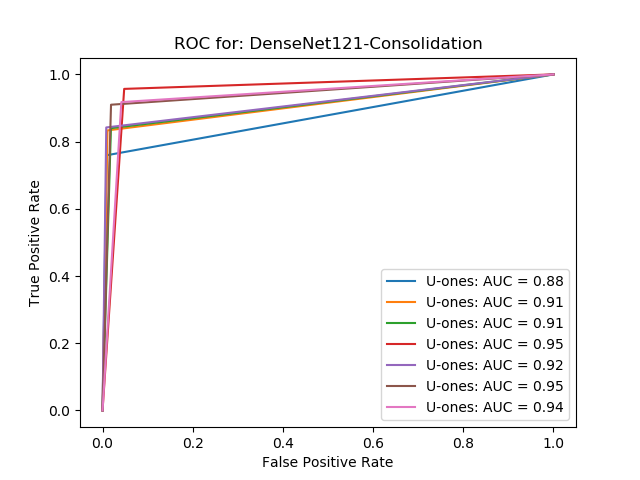 ROC for: DenseNet121-Consolidation
True Positive Rate
1.0
0.8
0.6
0.4
0.2
0.0
U-ones: AUC = 0.88
U-ones: AUC = 0.91
U-ones: AUC = 0.91
U-ones: AUC = 0.95
U-ones: AUC = 0.92
U-ones: AUC = 0.95
U-ones: AUC = 0.94
0.0 0.2 0.4 0.6 0.8 1.0
False Positive Rate